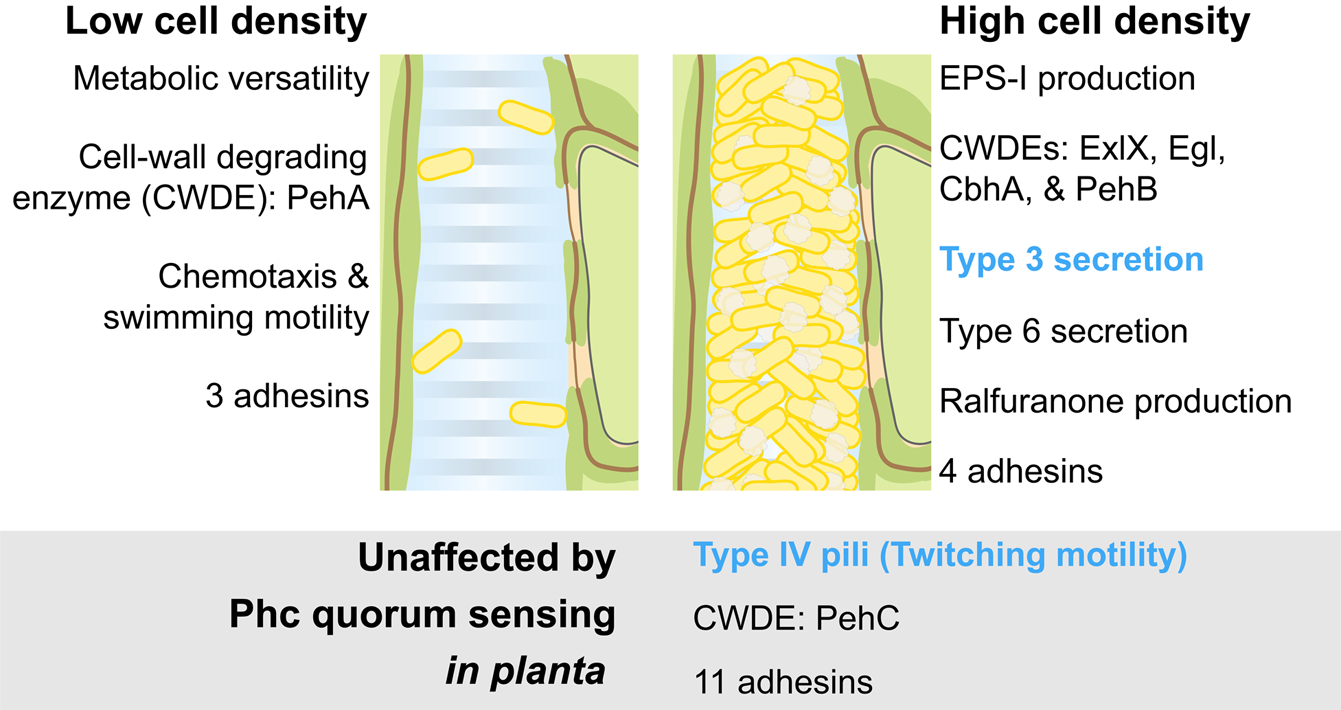 Low cell density
Metabolic versatility
Cell-wall degrading
enzyme (CWDE): PehA
Chemotaxis &
swimming motility
3 adhesins
High cell density
EPS-I production
CWDEs: ExlX, Egl,
CbhA, & PehB
Type 3 secretion
Type 6 secretion
Ralfuranone production
4 adhesins
Unaffected by
Phc quorum sensing
in planta
Type IV pili (Twitching motility)
CWDE: PehC
11 adhesins